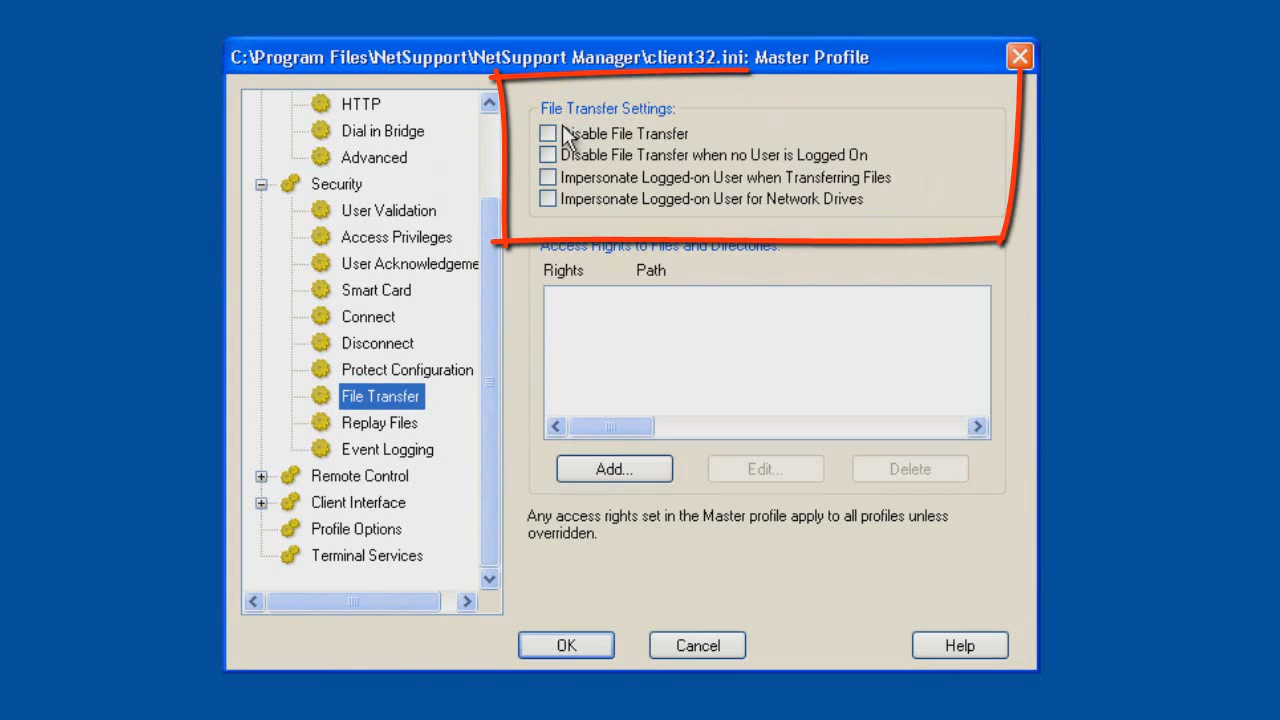 C:\Program Files\NetSupport\NetSupport Manager\client32.ini: Master Profile
HTTP
Dial in Bridge
Advanced
Security
User Validation
Access Privileges
User Acknowledgeme
Smart Card
Connect
Disconnect
Protect Configuration
File Transfer
Replay Files
Event Logging
Remote Control
Client Interface
Profile Options
Terminal Services
File Transfer Settings:
Disable File Transfer
Disable File Transfer when no User is Logged On
Impersonate Logged-on User when Transferring Files
Impersonate Logged-on User for Network Drives
Access Rights to Files and Directories:
Rights Path
Add... Edit... Delete
Any access rights set in the Master profile apply to all profiles unless
overridden.
OK Cancel Help